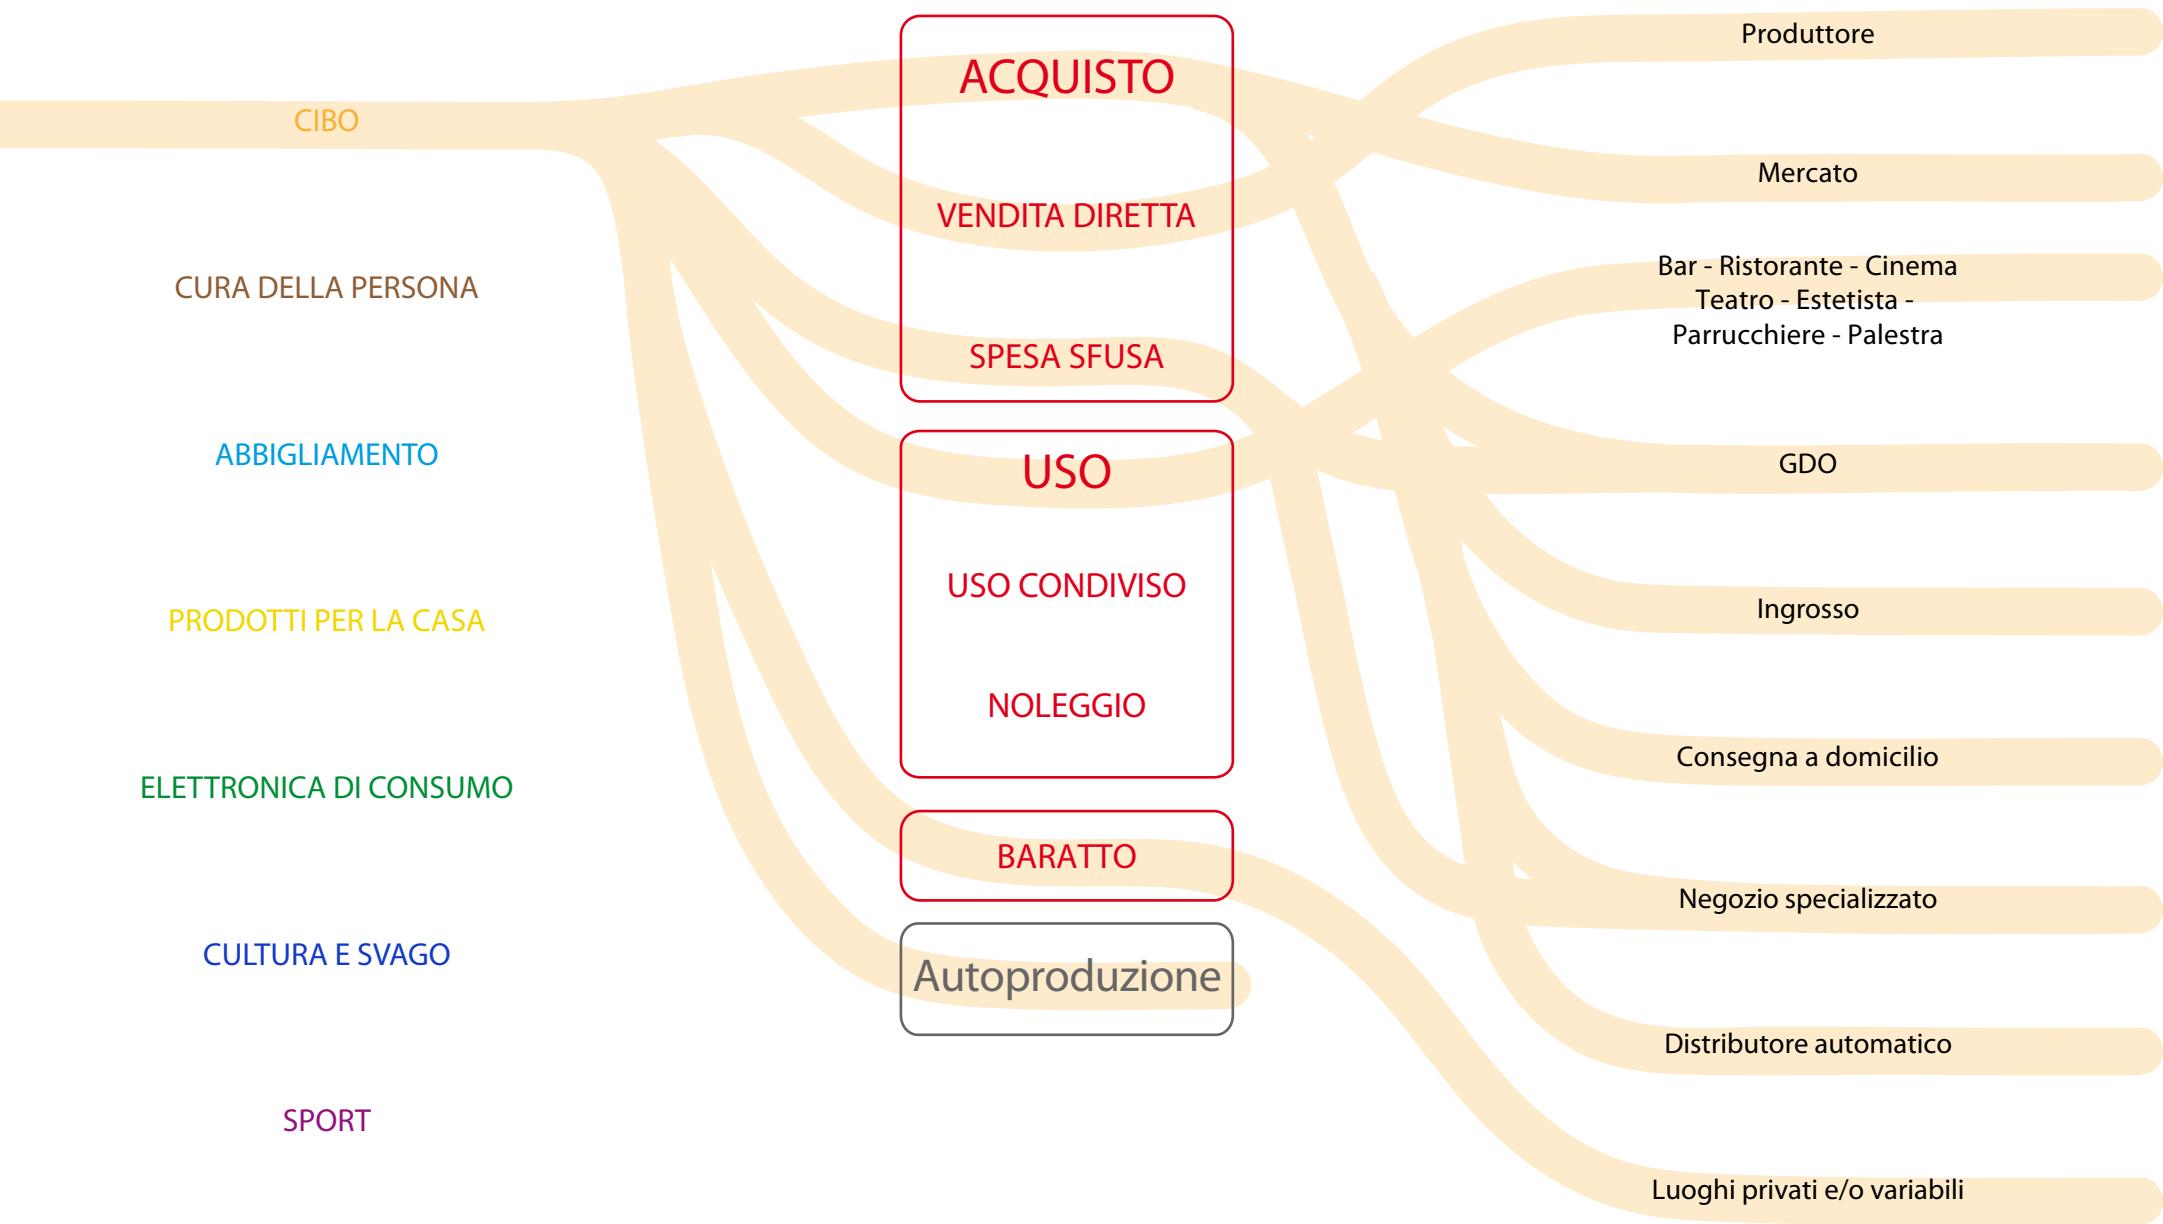 CIBO
CURA DELLA PERSONA
ABBIGLIAMENTO
PRODOTTI PER LA CASA
ELETTRONICA DI CONSUMO
CULTURA E SVAGO
SPORT
ACQUISTO
VENDITA DIRETTA
SPESA SFUSA
USO
USO CONDIVISO
NOLEGGIO
BARATTO
Autoproduzione
Produttore
Mercato
Bar - Ristorante - Cinema
Teatro - Estetista -
Parrucchiere - Palestra
GDO
Ingrosso
Consegna a domicilio
Negozio specializzato
Distributore automatico
Luoghi privati e/o variabili